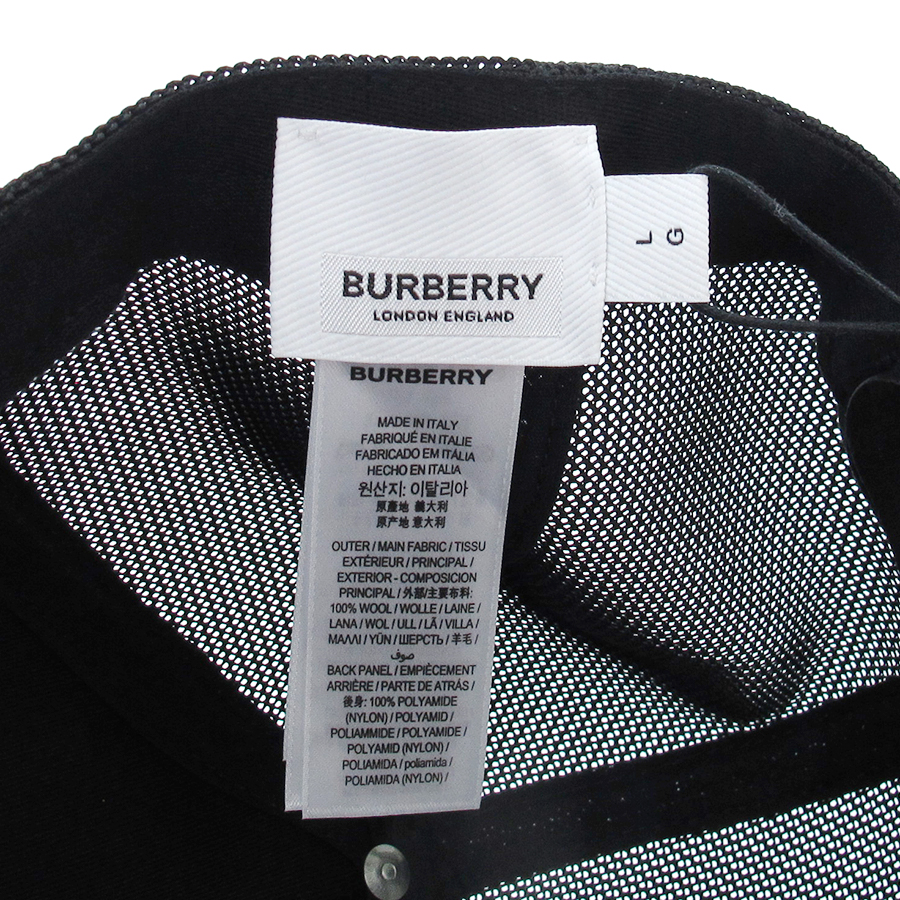 BURBERRY
LONDON ENGLAND
L
G
BURBERRY
MADE IN ITALY
FABRIQUÉ EN ITALIE
FABRICADO EM ITÁLIA
HECHO EN ITALIA
원산지: 이탈리아
原產地 義大利
原产地 意大利
OUTER / MAIN FABRIC / TISSU
EXTÉRIEUR / PRINCIPAL /
EXTERIOR - COMPOSICION
PRINCIPAL / 外部/主要布料:
100% WOOL / WOLLE / LAINE /
LANA / WOL / ULL / LÃ / VILLA /
ΜΑΛΛΙ / YÜN / ШЕРСТЬ / 羊毛 /
صوف
BACK PANEL / EMPIÈCEMENT
ARRIÈRE / PARTE DE ATRÁS /
後身: 100% POLYAMIDE
(NYLON) / POLYAMID /
POLIAMMIDE / POLYAMIDE /
POLYAMID (NYLON) /
POLIAMIDA / poliamida /
POLIAMIDA (NYLON) /